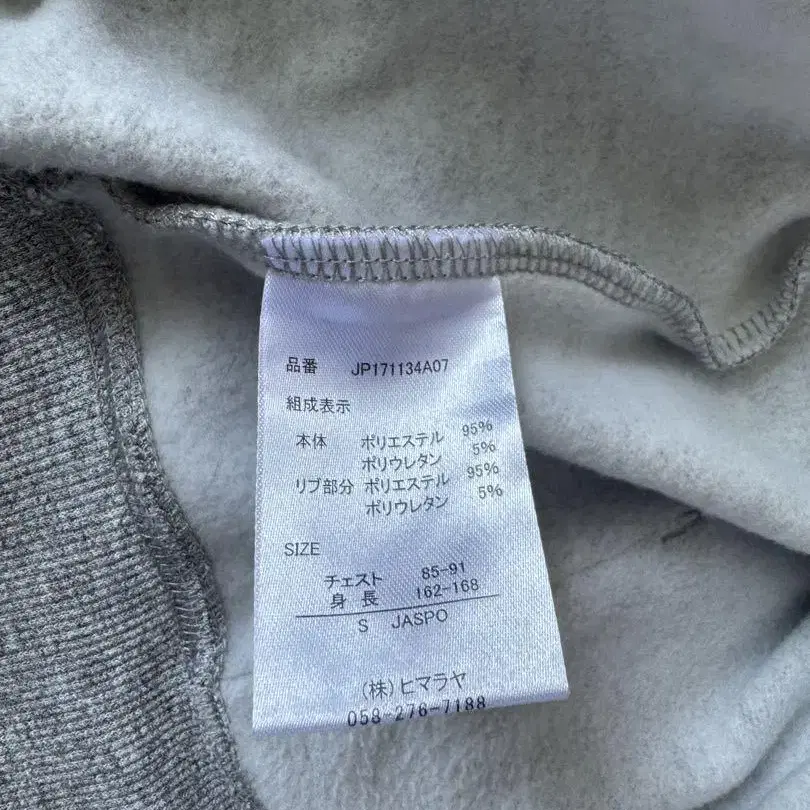 品番 JP171134A07
組成表示
本体 ポリエステル 95%
ポリウレタン 5%
リブ部分 ポリエステル 95%
ポリウレタン 5%
SIZE
チェスト 85-91
身長 162-168
S JASPO
(株)ヒマラヤ
058-276-7188